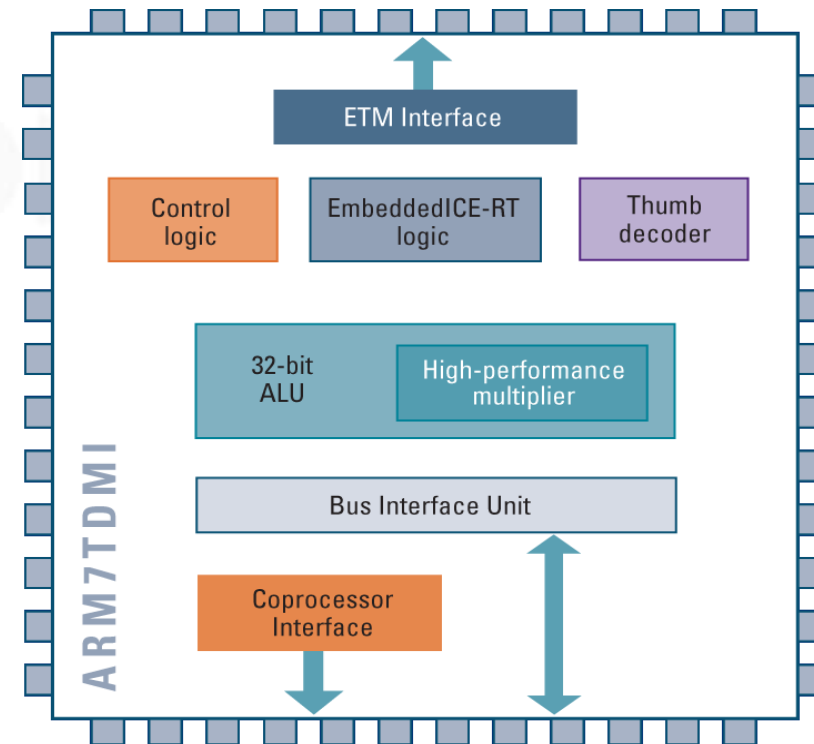 ETM Interface
Control
logic
EmbeddedICE-RT
logic
Thumb
decoder
32-bit
ALU
High-performance
multiplier
Bus Interface Unit
Coprocessor
Interface
ARM7TDMI